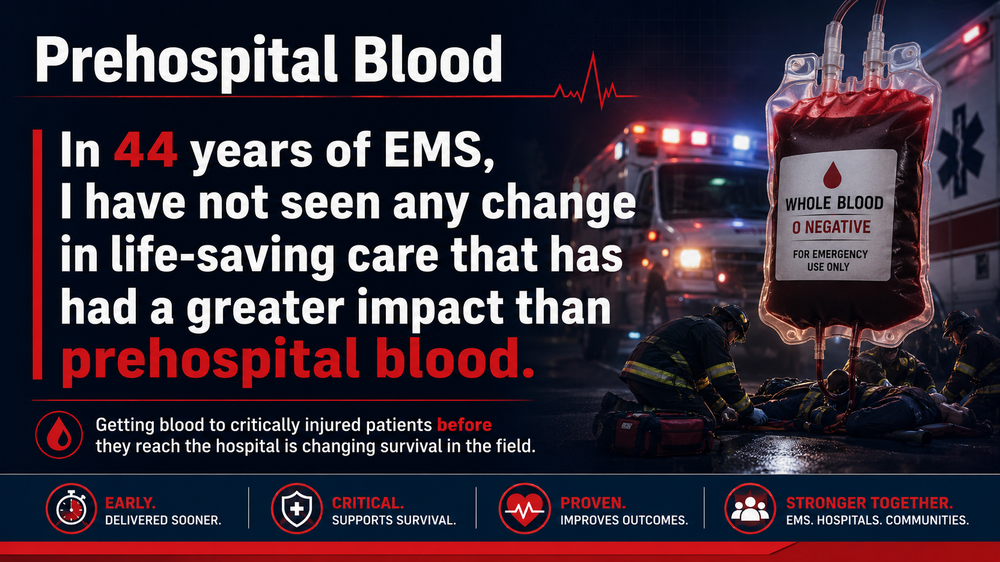 Prehospital Blood
In 44 years of EMS,
I have not seen any change
in life-saving care that has
had a greater impact than
prehospital blood.
Getting blood to critically injured patients before
they reach the hospital is changing survival in the field.
WHOLE BLOOD
O NEGATIVE
FOR EMERGENCY
USE ONLY
EARLY.
DELIVERED SOONER.
CRITICAL.
SUPPORTS SURVIVAL.
PROVEN.
IMPROVES OUTCOMES.
STRONGER TOGETHER.
EMS. HOSPITALS. COMMUNITIES.